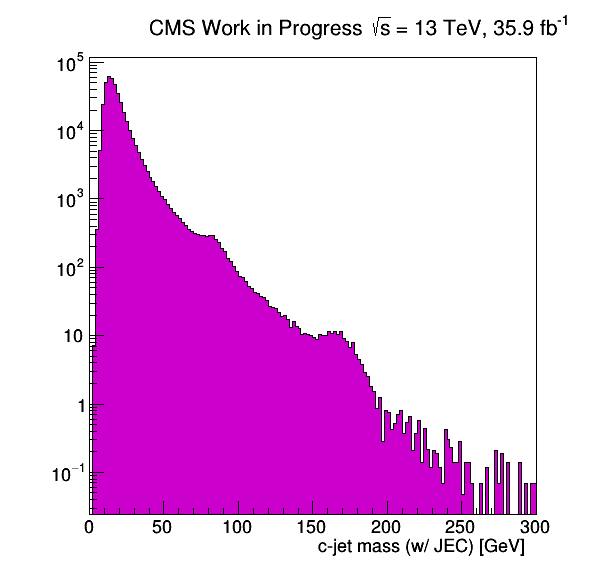 CMS Work in Progress √s = 13 TeV, 35.9 fb⁻¹
10⁵
10⁴
10³
10²
10
1
10⁻¹
0 50 100 150 200 250 300
c-jet mass (w/ JEC) [GeV]